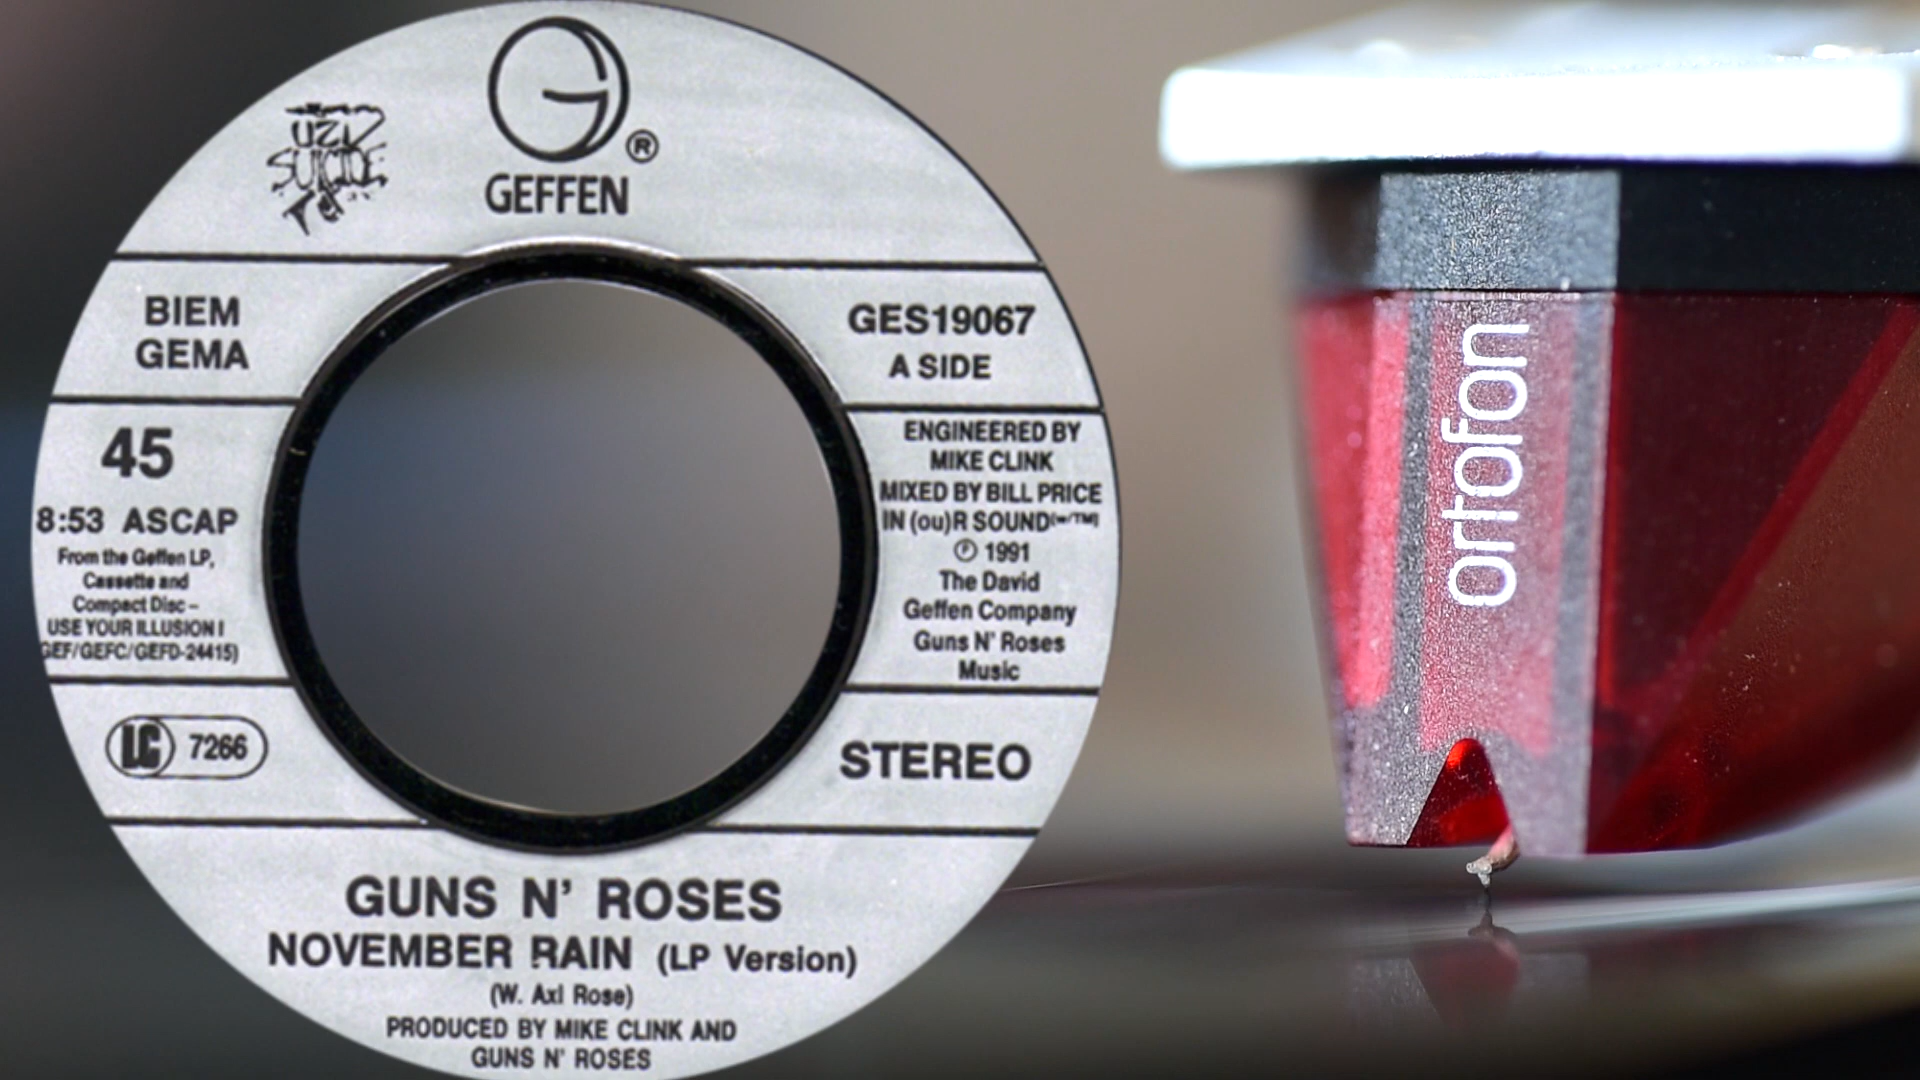 UZI
SUICIDE
®
GEFFEN
BIEM
GEMA
GES19067
A SIDE
45
8:53 ASCAP
From the Geffen LP,
Cassette and
Compact Disc –
USE YOUR ILLUSION I
GEF/GEFC/GEFD-24415)
ENGINEERED BY
MIKE CLINK
MIXED BY BILL PRICE
IN (ou)R SOUND
℗ 1991
The David
Geffen Company
Guns N' Roses
Music
LC 7266
STEREO
GUNS N' ROSES
NOVEMBER RAIN (LP Version)
(W. Axl Rose)
PRODUCED BY MIKE CLINK AND
GUNS N' ROSES
ortofon